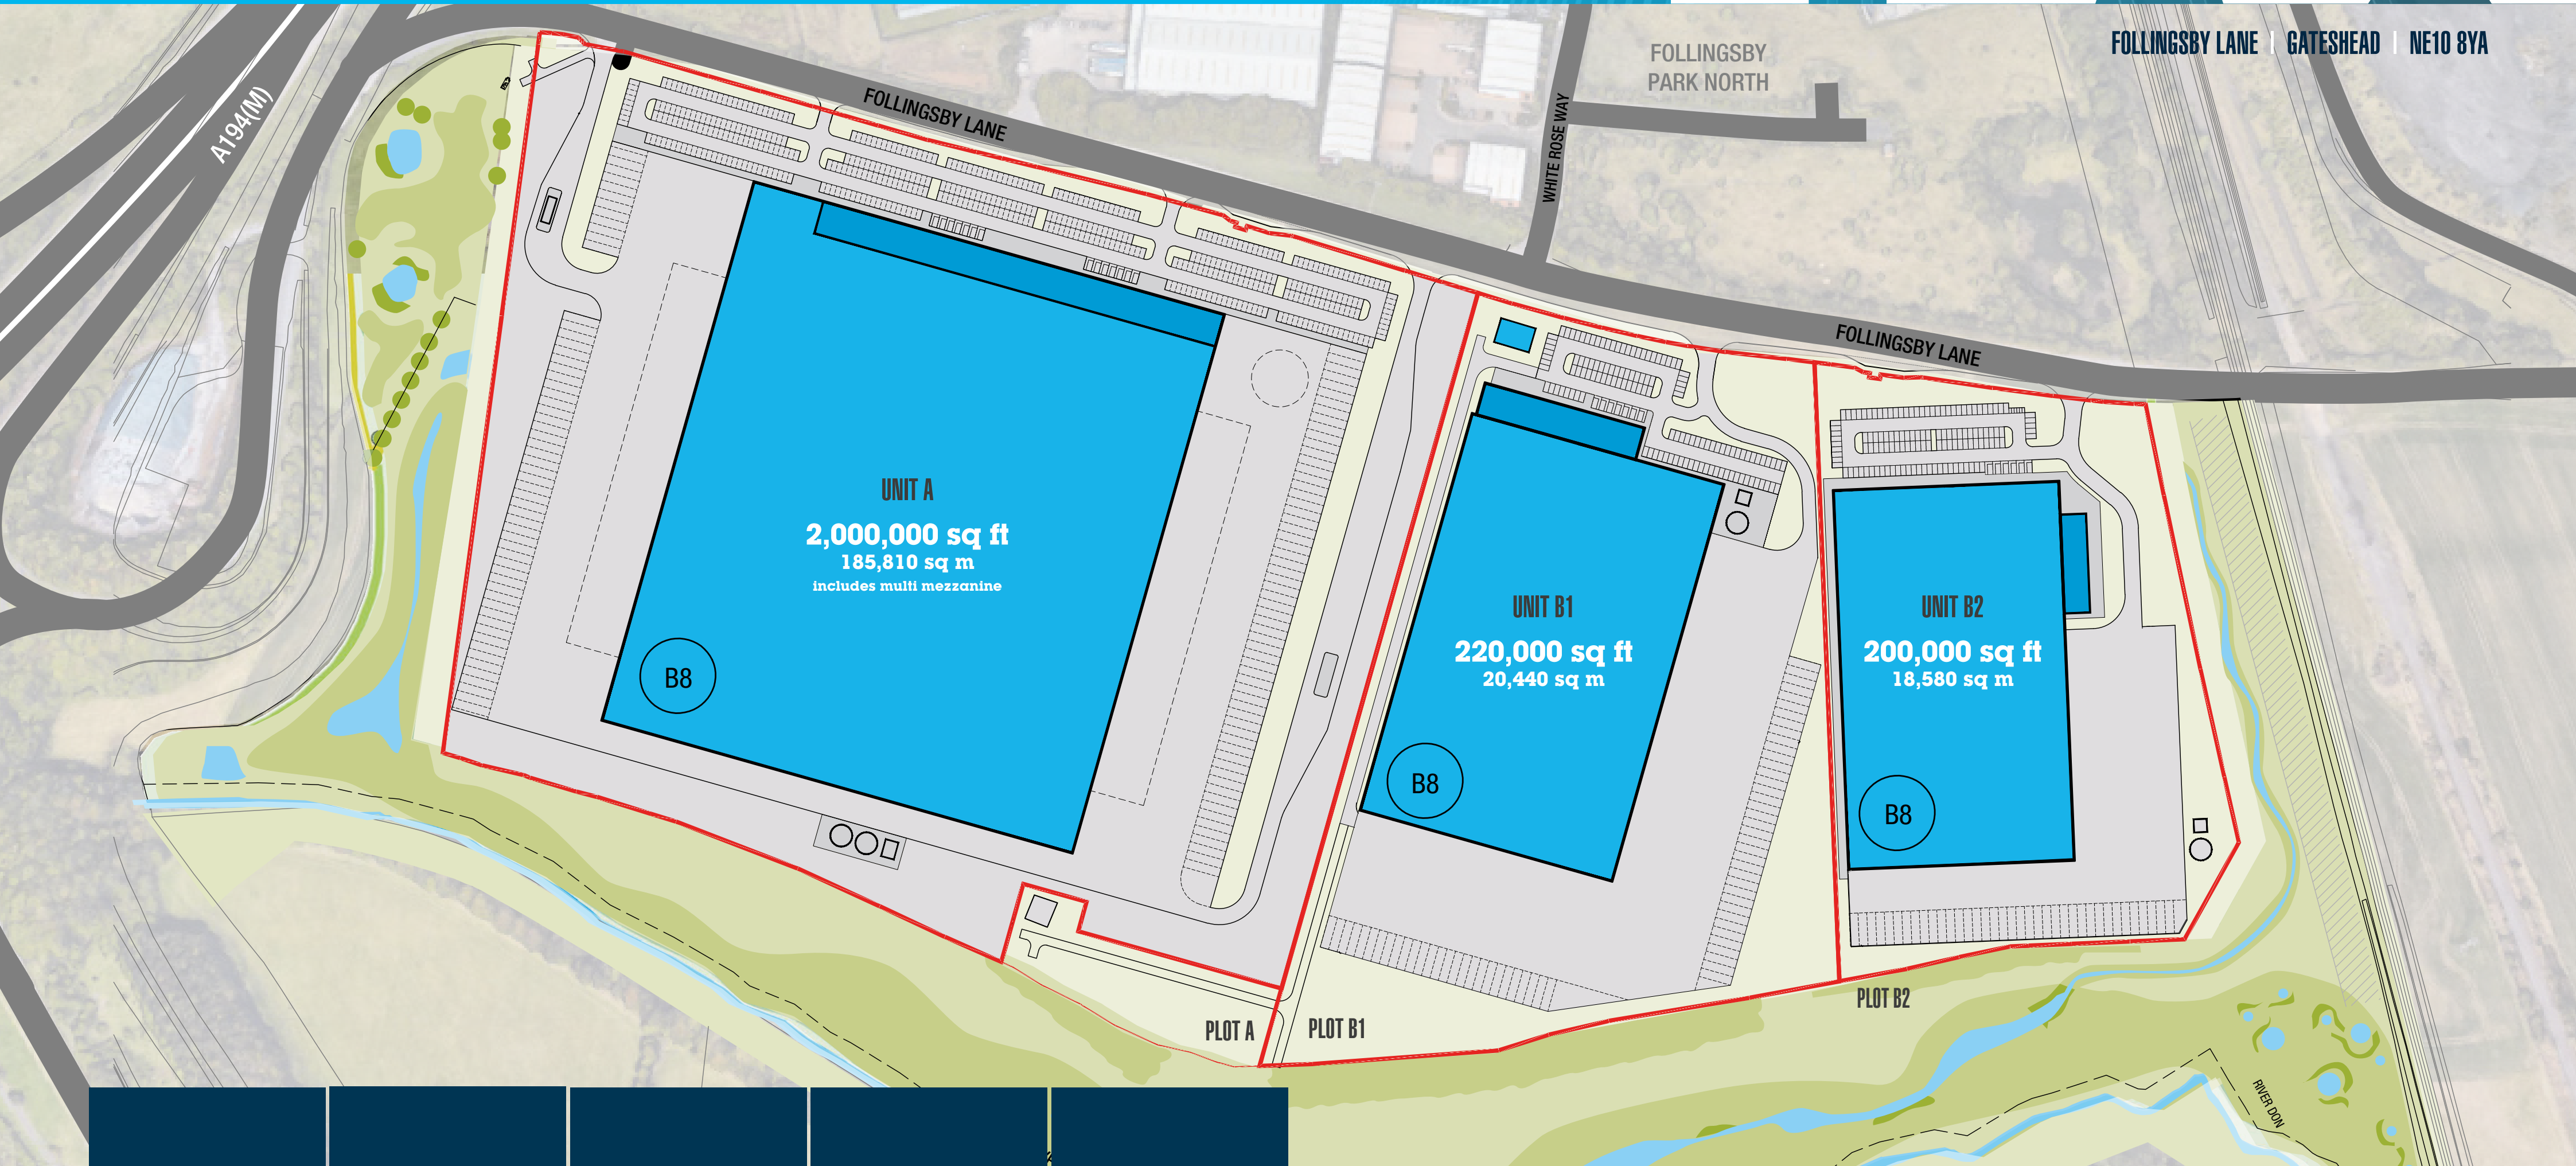 FOLLINGSBY LANE | GATESHEAD | NE10 8YA
FOLLINGSBY
PARK NORTH
A194(M)
FOLLINGSBY LANE
WHITE ROSE WAY
FOLLINGSBY LANE
UNIT A
2,000,000 sq ft
185,810 sq m
includes multi mezzanine
B8
UNIT B1
220,000 sq ft
20,440 sq m
B8
UNIT B2
200,000 sq ft
18,580 sq m
B8
PLOT A
PLOT B1
PLOT B2
RIVER DON